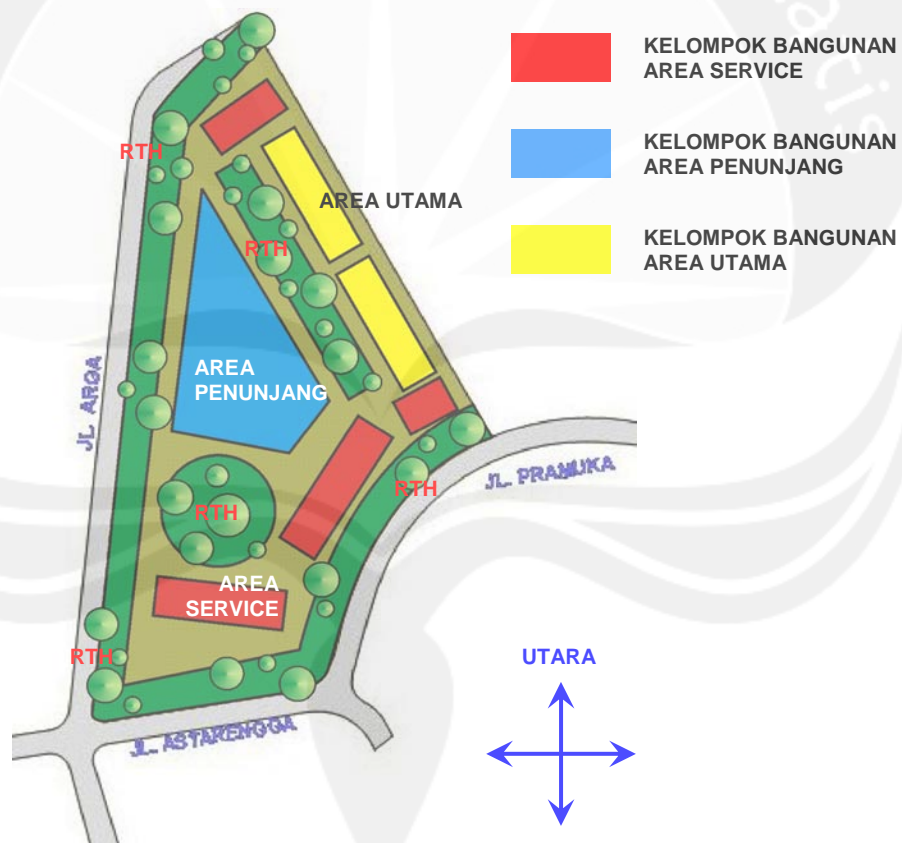 KELOMPOK BANGUNAN
AREA SERVICE
KELOMPOK BANGUNAN
AREA PENUNJANG
KELOMPOK BANGUNAN
AREA UTAMA
RTH
AREA UTAMA
RTH
AREA
PENUNJANG
JL. ARGA
JL. PRAMUKA
RTH
RTH
AREA
SERVICE
RTH
UTARA
JL. ASTARENGGA